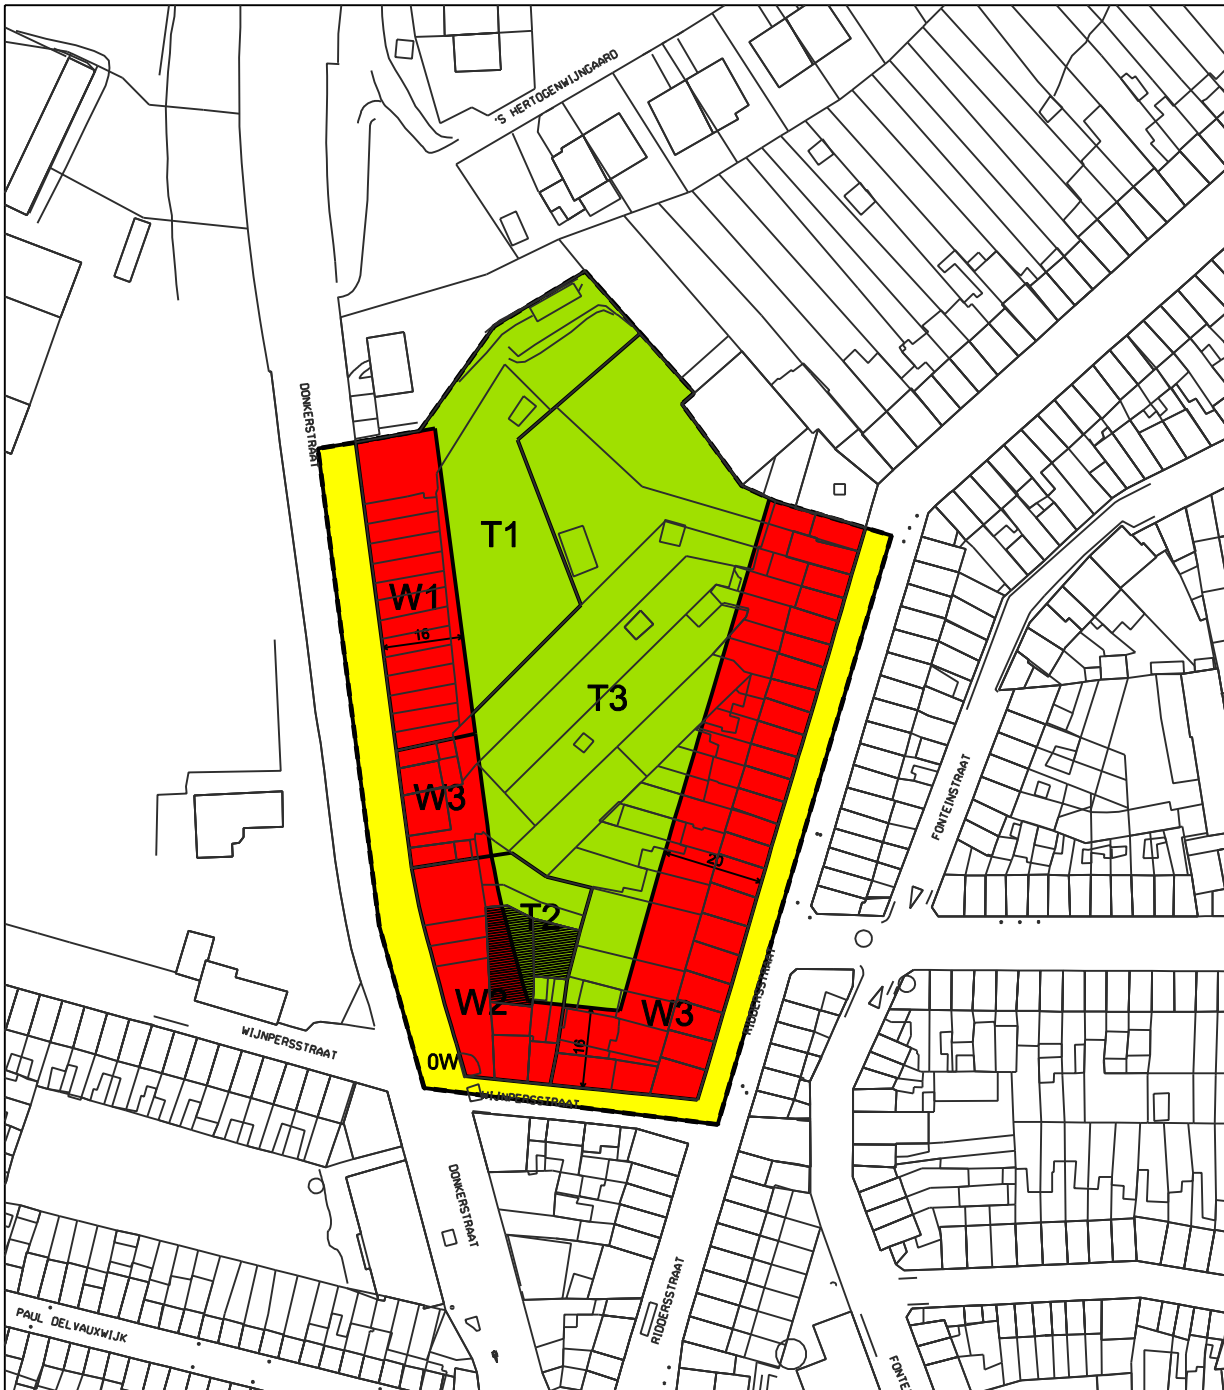 'S HERTOGENWIJNGAARD
DONKERSTRAAT
T1
W1
16
T3
W3
FONTEINSTRAAT
20
T2
W2
W3
RIDDERSSTRAAT
WIJNPERSSTRAAT
0W
16
WIJNPERSSTRAAT
DONKERSTRAAT
RIDDERSSTRAAT
PAUL DELVAUXWIJK
FONTE